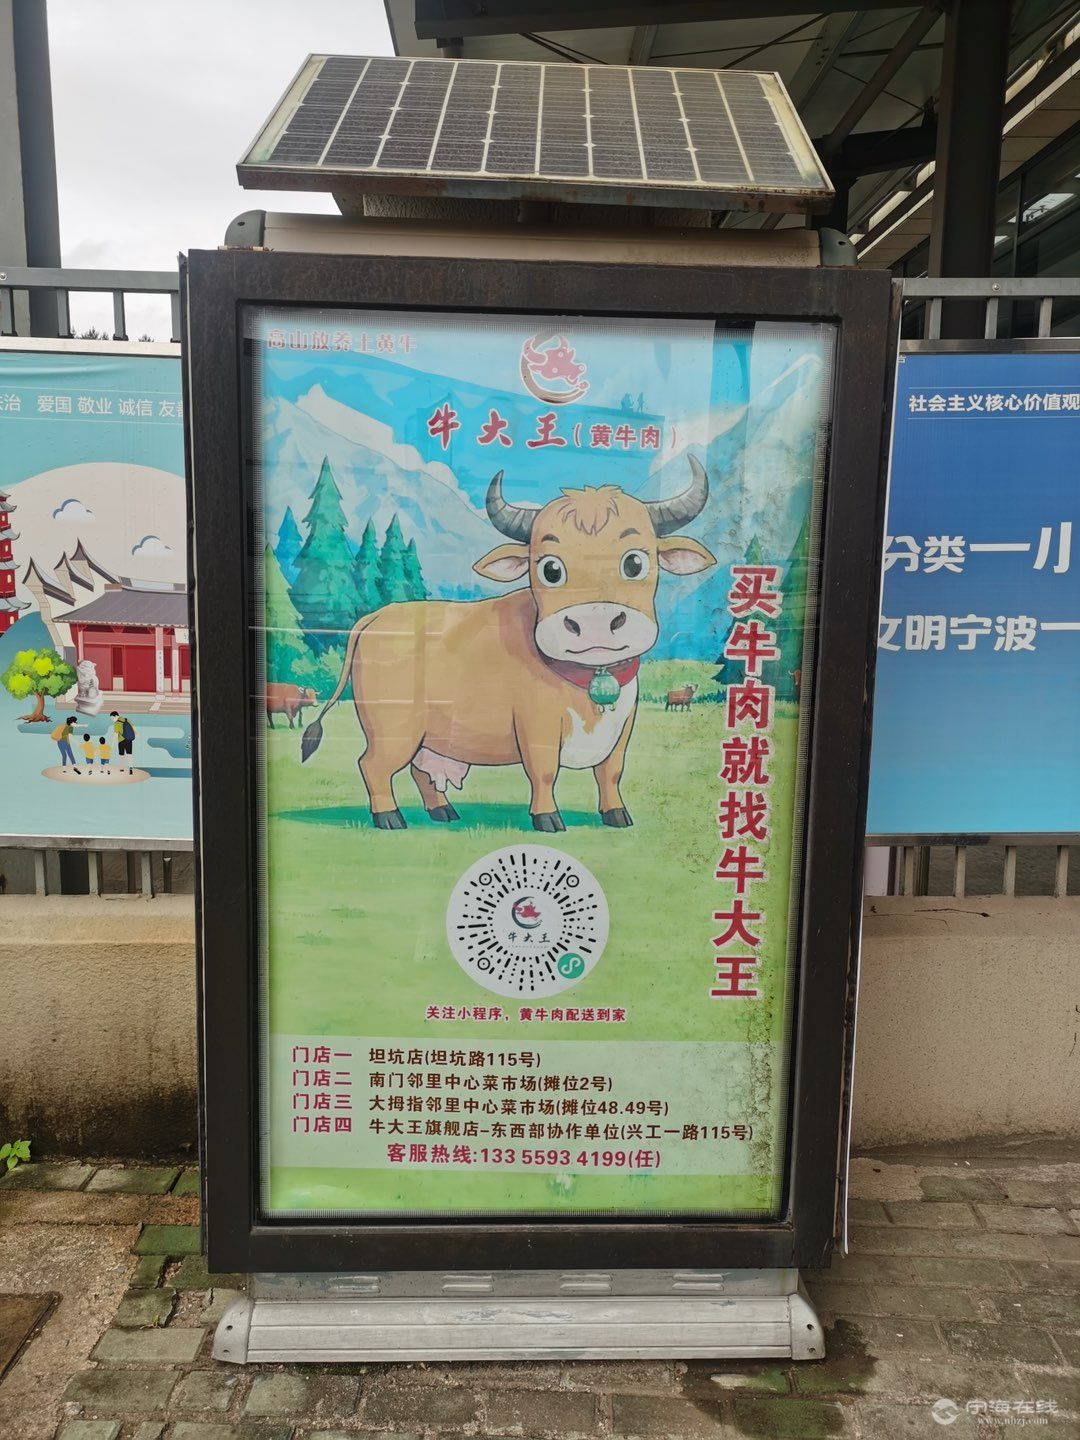 高山放养土黄牛
牛大王(黄牛肉)
买牛肉就找牛大王
牛大王
关注小程序，黄牛肉配送到家
门店一 坦坑店(坦坑路115号)
门店二 南门邻里中心菜市场(摊位2号)
门店三 大拇指邻里中心菜市场(摊位48.49号)
门店四 牛大王旗舰店-东西部协作单位(兴工一路115号)
客服热线:133 5593 4199(任)
法治 爱国 敬业 诚信 友善
社会主义核心价值观
分类一小
文明宁波一
宁海在线
www.nhzj.com